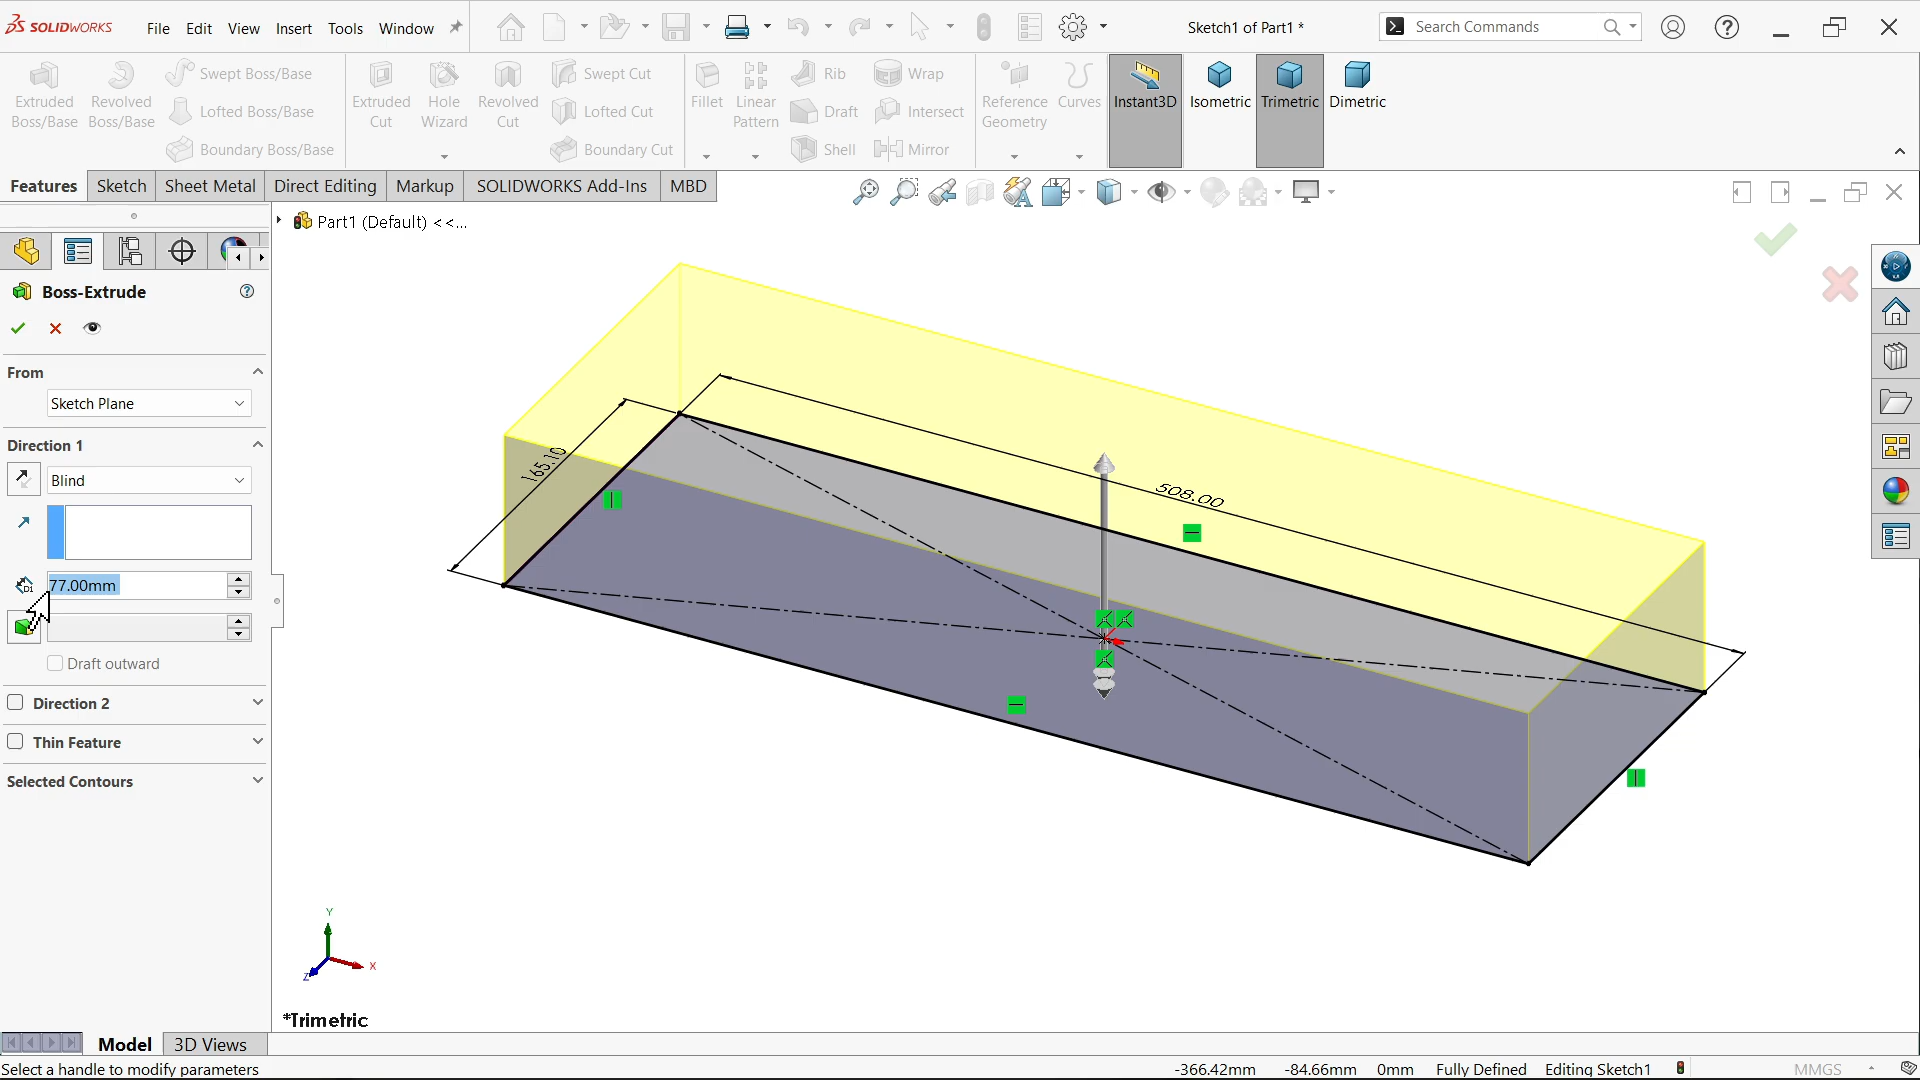 SOLIDWORKS File Edit View Insert Tools Window
Sketch1 of Part1 *
Search Commands
Extruded Boss/Base
Revolved Boss/Base
Swept Boss/Base
Lofted Boss/Base
Boundary Boss/Base
Extruded Cut
Hole Wizard
Revolved Cut
Swept Cut
Lofted Cut
Boundary Cut
Fillet
Linear Pattern
Rib
Draft
Shell
Wrap
Intersect
Mirror
Reference Geometry
Curves
Instant3D
Isometric
Trimetric
Dimetric
Features Sketch Sheet Metal Direct Editing Markup SOLIDWORKS Add-Ins MBD
Part1 (Default) <<...
Boss-Extrude
From
Sketch Plane
Direction 1
Blind
D1
77.00mm
Draft outward
Direction 2
Thin Feature
Selected Contours
165.10
508.00
Y
X
Z
*Trimetric
Model 3D Views
Select a handle to modify parameters
-366.42mm -84.66mm 0mm Fully Defined Editing Sketch1 MMGS